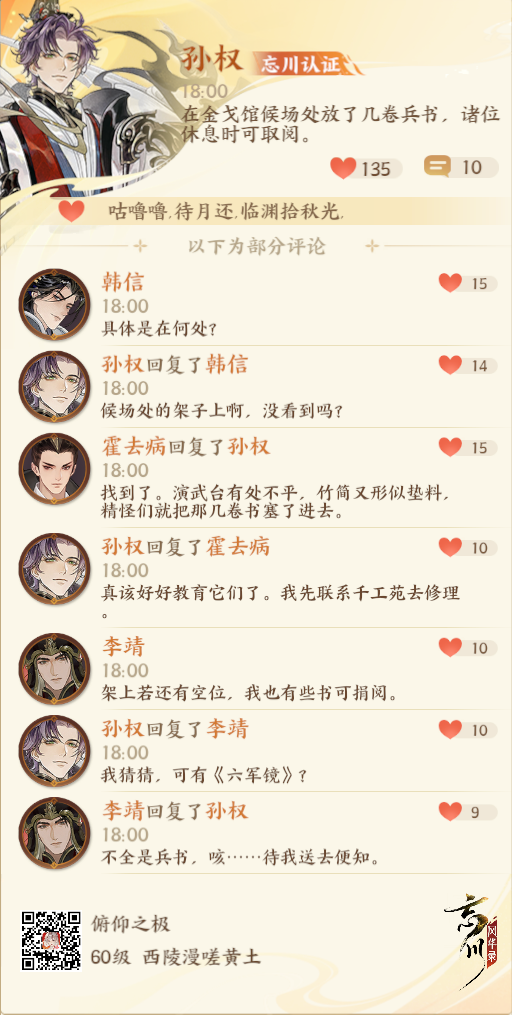 孙权 忘川认证
18:00
在金戈馆候场处放了几卷兵书，诸位
休息时可取阅。
135 10
咕噜噜,待月还,临渊拾秋光,
以下为部分评论
韩信 15
18:00
具体是在何处？
孙权回复了韩信 14
18:00
候场处的架子上啊，没看到吗？
霍去病回复了孙权 15
18:00
找到了。演武台有处不平，竹简又形似垫料，
精怪们就把那几卷书塞了进去。
孙权回复了霍去病 10
18:00
真该好好教育它们了。我先联系千工苑去修理
。
李靖 10
18:00
架上若还有空位，我也有些书可捐阅。
孙权回复了李靖 10
18:00
我猜猜，可有《六军镜》？
李靖回复了孙权 9
18:00
不全是兵书，咳……待我送去便知。
俯仰之极
60级 西陵漫嗟黄土
忘川
风华录